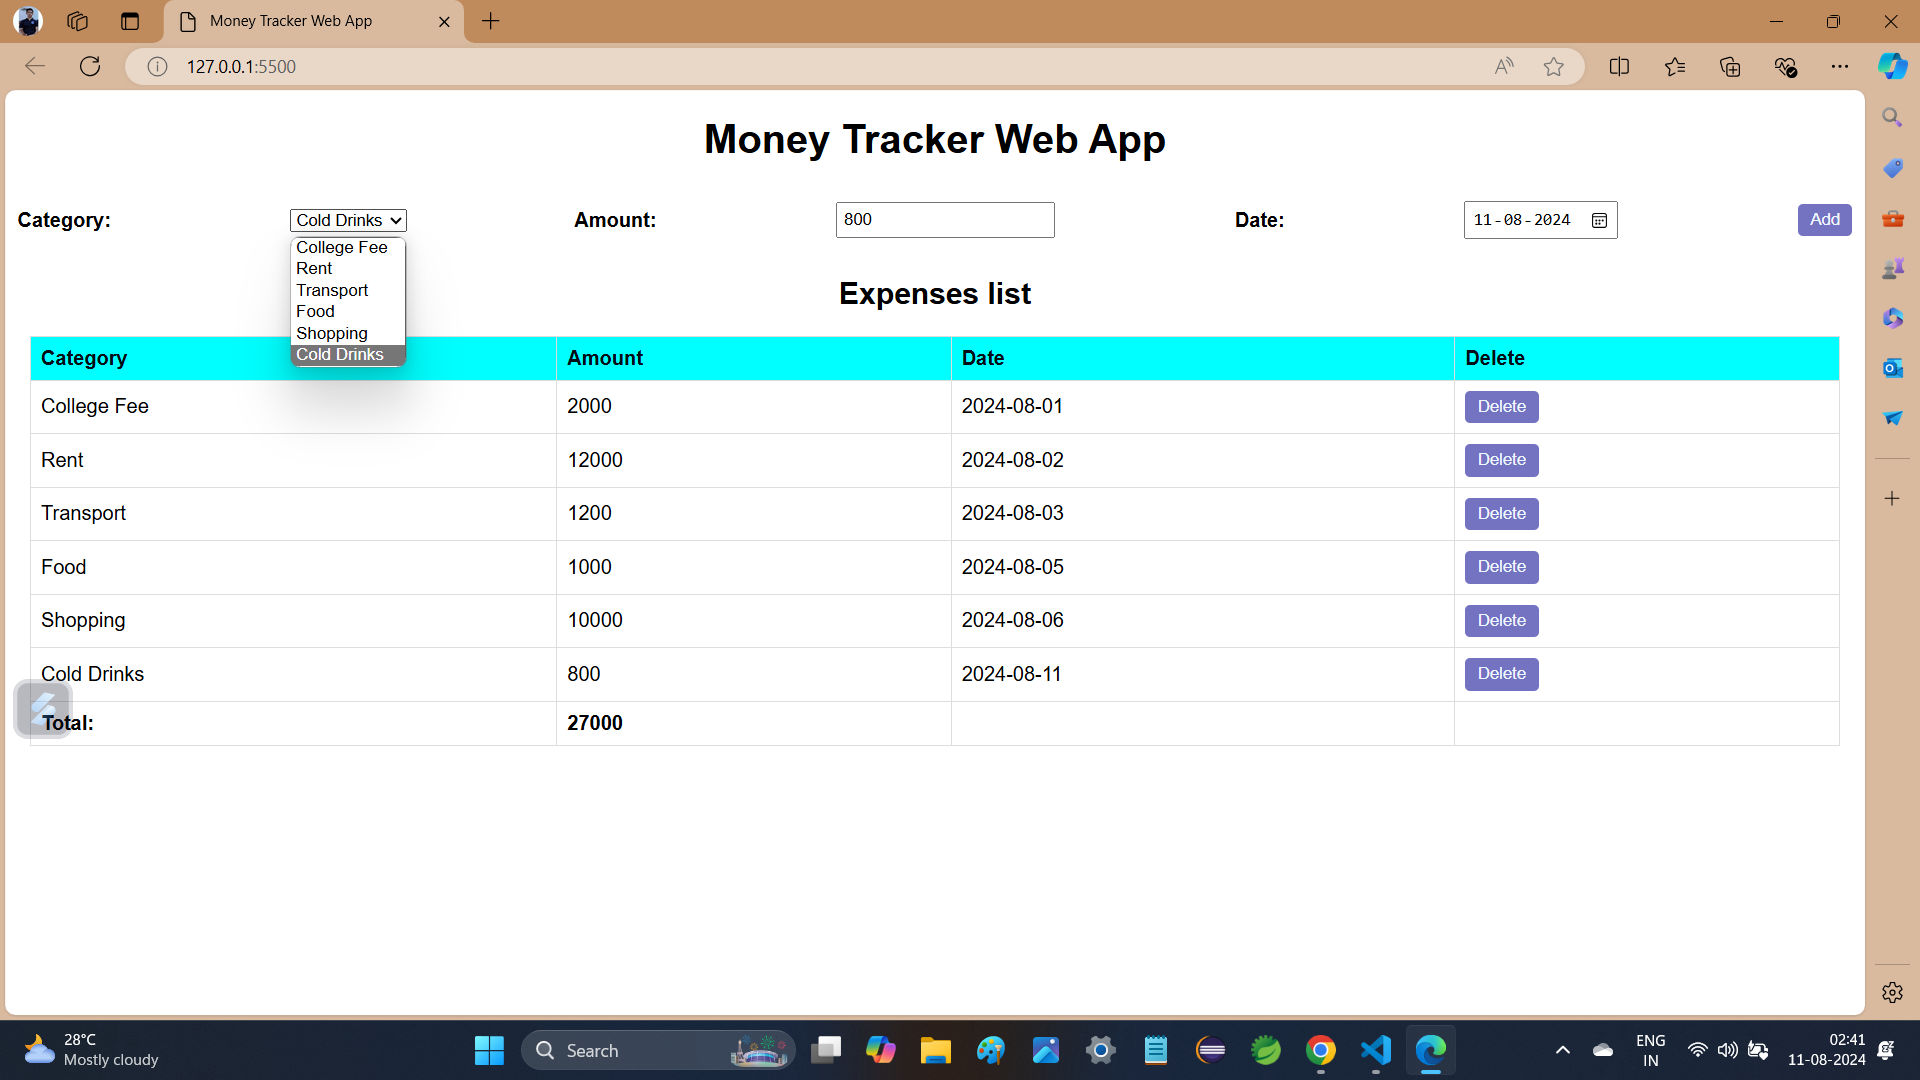 Money Tracker Web App
127.0.0.1:5500
Money Tracker Web App
Category: Cold Drinks Amount: 800 Date: 11-08-2024 Add
College Fee
Rent
Transport
Food
Shopping
Cold Drinks
Expenses list
Category Amount Date Delete
College Fee 2000 2024-08-01 Delete
Rent 12000 2024-08-02 Delete
Transport 1200 2024-08-03 Delete
Food 1000 2024-08-05 Delete
Shopping 10000 2024-08-06 Delete
Cold Drinks 800 2024-08-11 Delete
Total: 27000
28°C
Mostly cloudy
Search
ENG
IN
02:41
11-08-2024